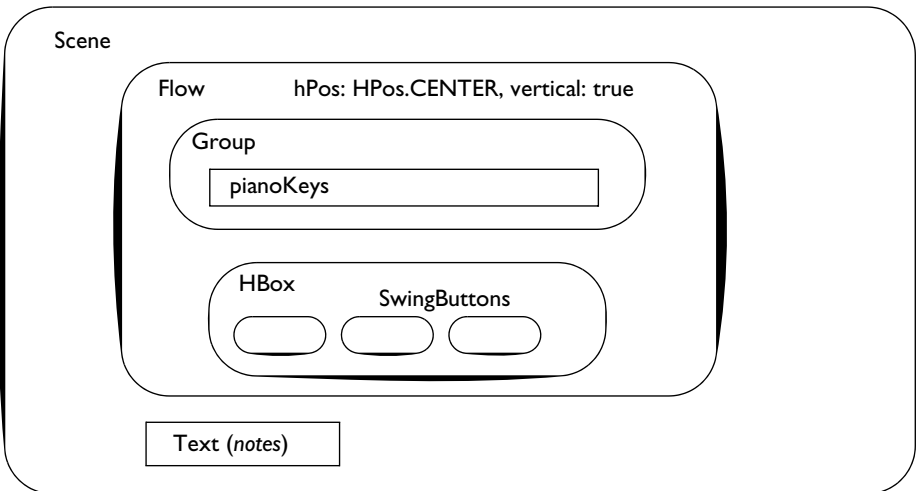 Scene
Flow hPos: HPos.CENTER, vertical: true
Group
pianoKeys
HBox
SwingButtons
Text (notes)